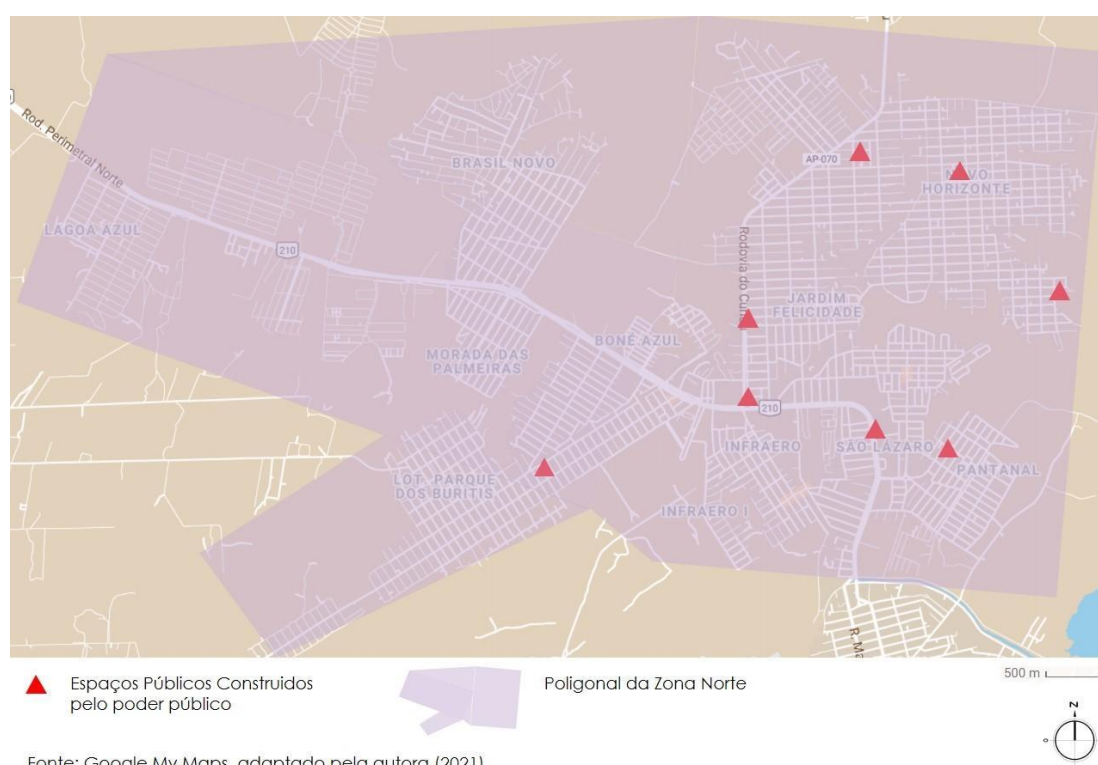 Rod. Perimetral Norte
BRASIL NOVO
AP-070
NOVO
HORIZONTE
LAGOA AZUL
210
Rodovia do
JARDIM
FELICIDADE
BONÉ AZUL
MORADA DAS
PALMEIRAS
210
INFRAERO
SÃO LÁZARO
PANTANAL
LOT. PARQUE
DOS BURITIS
INFRAERO I
Espaços Públicos Construidos
pelo poder público
Poligonal da Zona Norte
500 m
N
Fonte: Google My Maps, adaptado pela autora (2021)